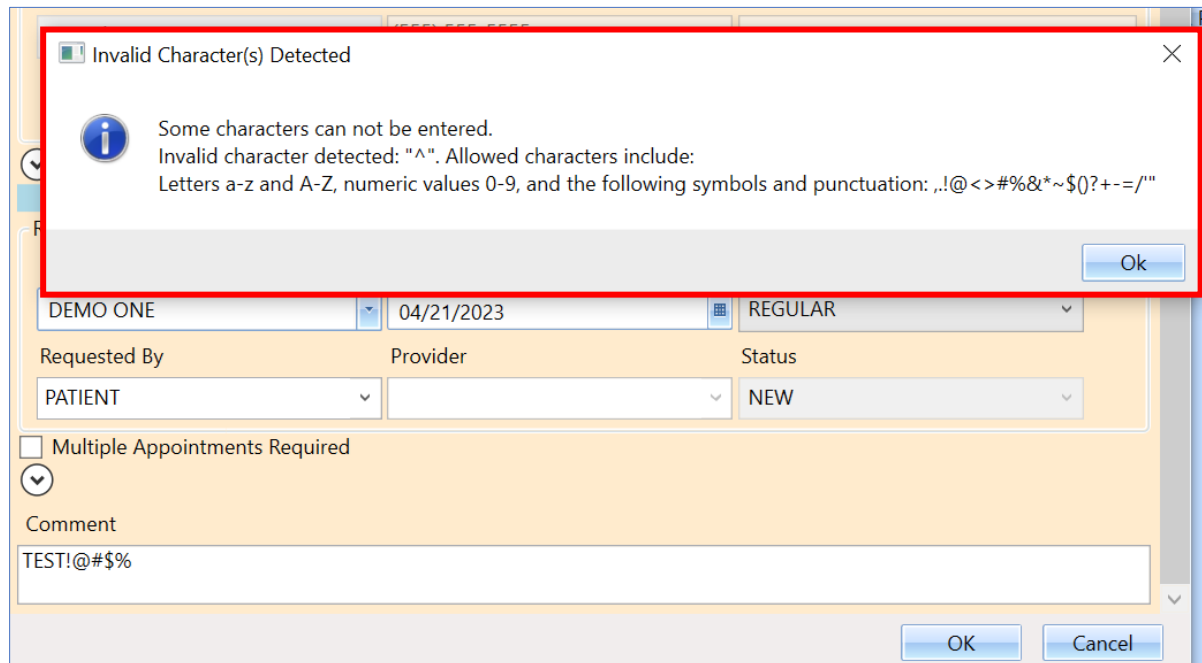 Invalid Character(s) Detected
Some characters can not be entered.
Invalid character detected: "^". Allowed characters include:
Letters a-z and A-Z, numeric values 0-9, and the following symbols and punctuation: ,.!@<>#%&*~$()?+-=/'"
Ok
DEMO ONE 04/21/2023 REGULAR
Requested By Provider Status
PATIENT NEW
Multiple Appointments Required
Comment
TEST!@#$%
OK Cancel